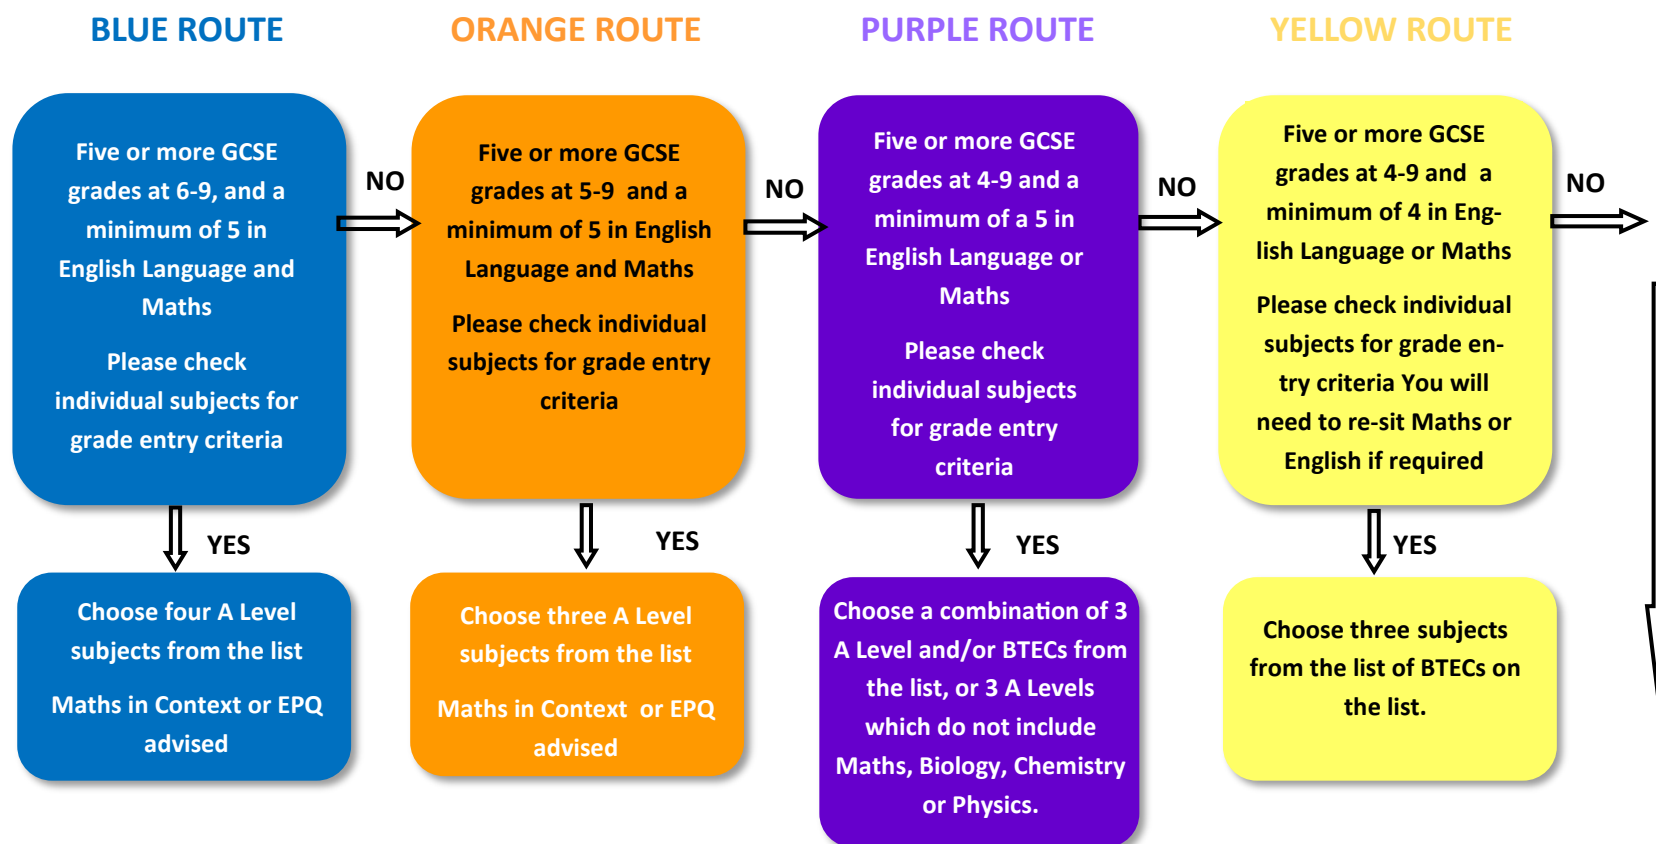 BLUE ROUTE
ORANGE ROUTE
PURPLE ROUTE
YELLOW ROUTE
Five or more GCSE
grades at 6-9, and a
minimum of 5 in
English Language and
Maths
Please check
individual subjects for
grade entry criteria
NO
Five or more GCSE
grades at 5-9 and a
minimum of 5 in English
Language and Maths
Please check individual
subjects for grade entry
criteria
NO
Five or more GCSE
grades at 4-9 and a
minimum of a 5 in
English Language or
Maths
Please check
individual subjects
for grade entry
criteria
NO
Five or more GCSE
grades at 4-9 and a
minimum of 4 in Eng-
lish Language or Maths
Please check individual
subjects for grade en-
try criteria You will
need to re-sit Maths or
English if required
NO
YES
YES
YES
YES
Choose four A Level
subjects from the list
Maths in Context or EPQ
advised
Choose three A Level
subjects from the list
Maths in Context or EPQ
advised
Choose a combination of 3
A Level and/or BTECs from
the list, or 3 A Levels
which do not include
Maths, Biology, Chemistry
or Physics.
Choose three subjects
from the list of BTECs on
the list.